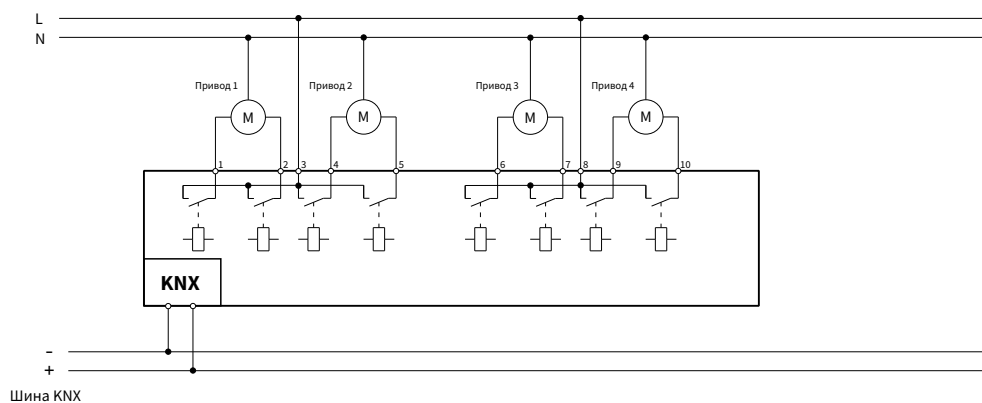 L
N
Привод 1 Привод 2 Привод 3 Привод 4
M M M M
1 2 3 4 5 6 7 8 9 10
KNX
-
+
Шина KNX